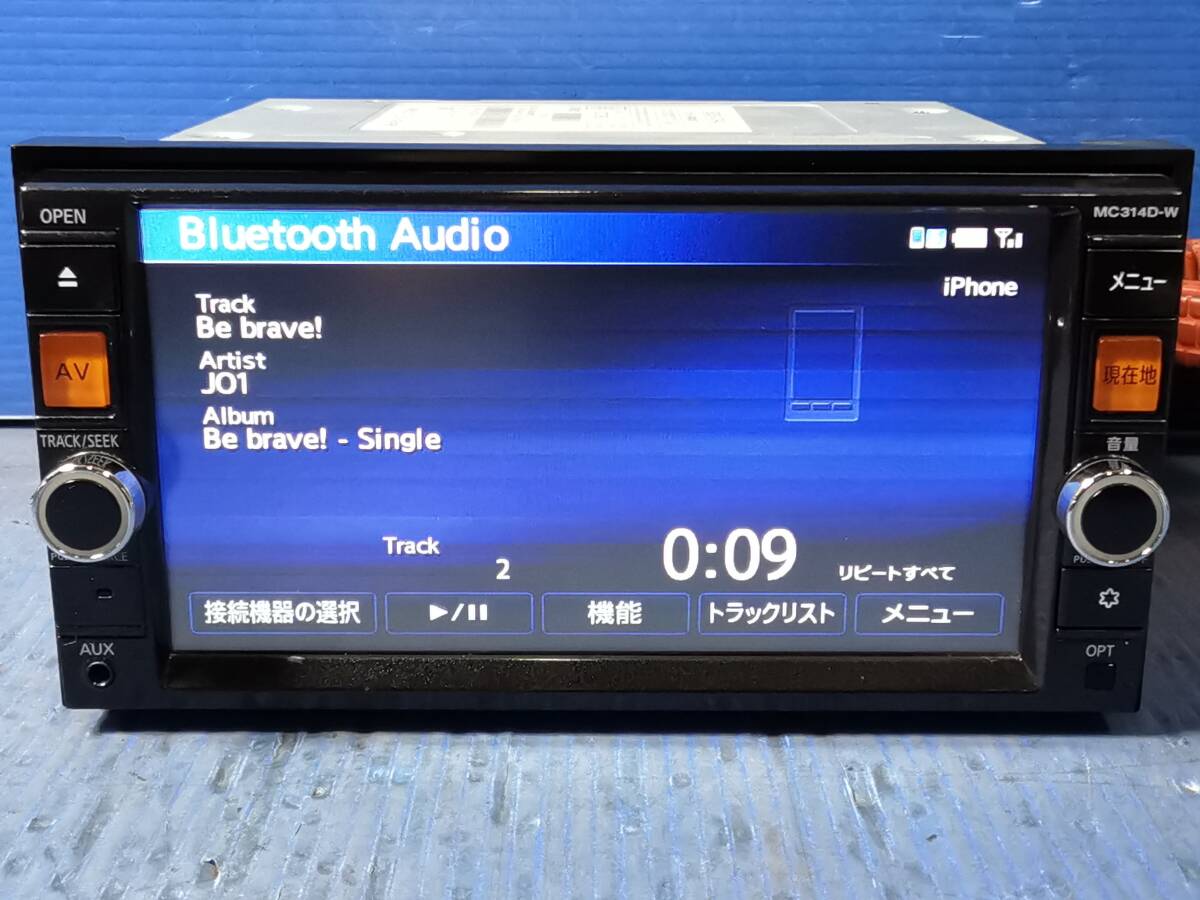 OPEN
MC314D-W
Bluetooth Audio
メニュー
iPhone
Track
Be brave!
Artist
JO1
Album
Be brave! - Single
AV
現在地
TRACK/SEEK
音量
Track
2
0:09
リピートすべて
接続機器の選択
►/II
機能
トラックリスト
メニュー
AUX
OPT